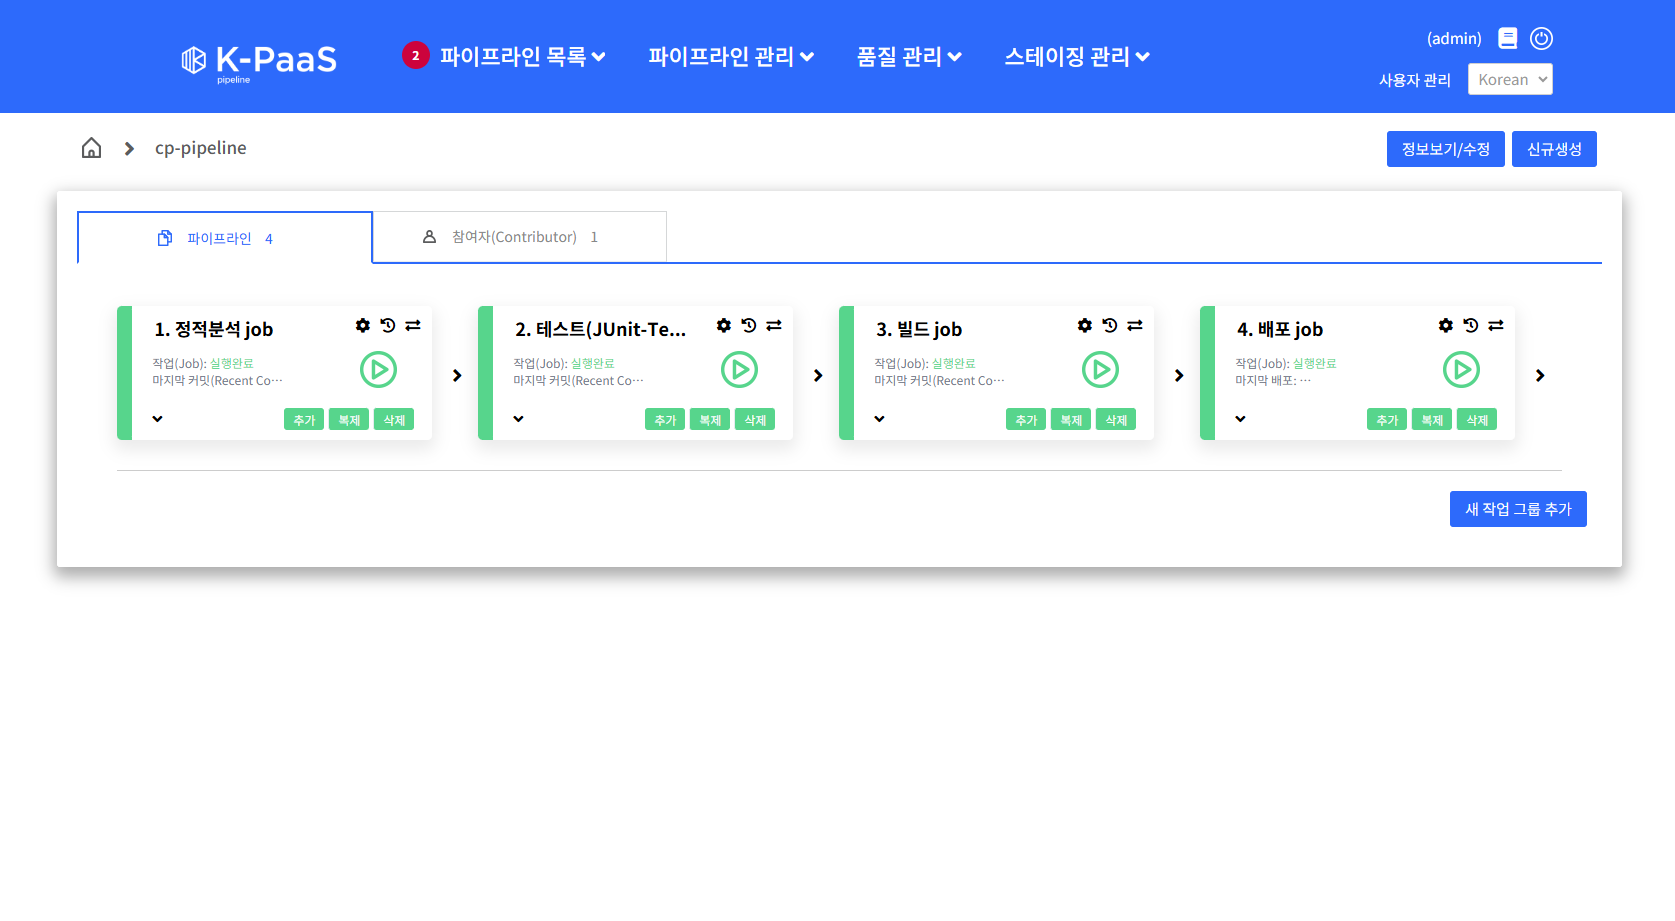 K-PaaS
pipeline
2 파이프라인 목록 파이프라인 관리 품질 관리 스테이징 관리
(admin)
사용자 관리 Korean
cp-pipeline
정보보기/수정 신규생성
파이프라인 4 참여자(Contributor) 1
1. 정적분석 job
작업(Job): 실행완료
마지막 커밋(Recent Co…
추가 복제 삭제
2. 테스트(JUnit-Te...
작업(Job): 실행완료
마지막 커밋(Recent Co…
추가 복제 삭제
3. 빌드 job
작업(Job): 실행완료
마지막 커밋(Recent Co…
추가 복제 삭제
4. 배포 job
작업(Job): 실행완료
마지막 배포: …
추가 복제 삭제
새 작업 그룹 추가